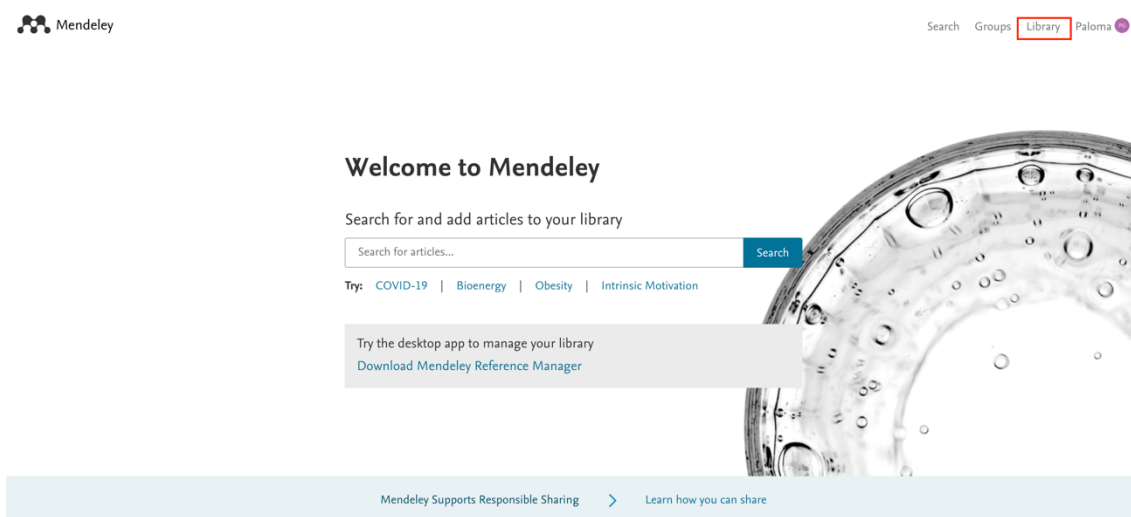 Mendeley
Search Groups Library Paloma PG
Welcome to Mendeley
Search for and add articles to your library
Search for articles... Search
Try: COVID-19 | Bioenergy | Obesity | Intrinsic Motivation
Try the desktop app to manage your library
Download Mendeley Reference Manager
Mendeley Supports Responsible Sharing Learn how you can share